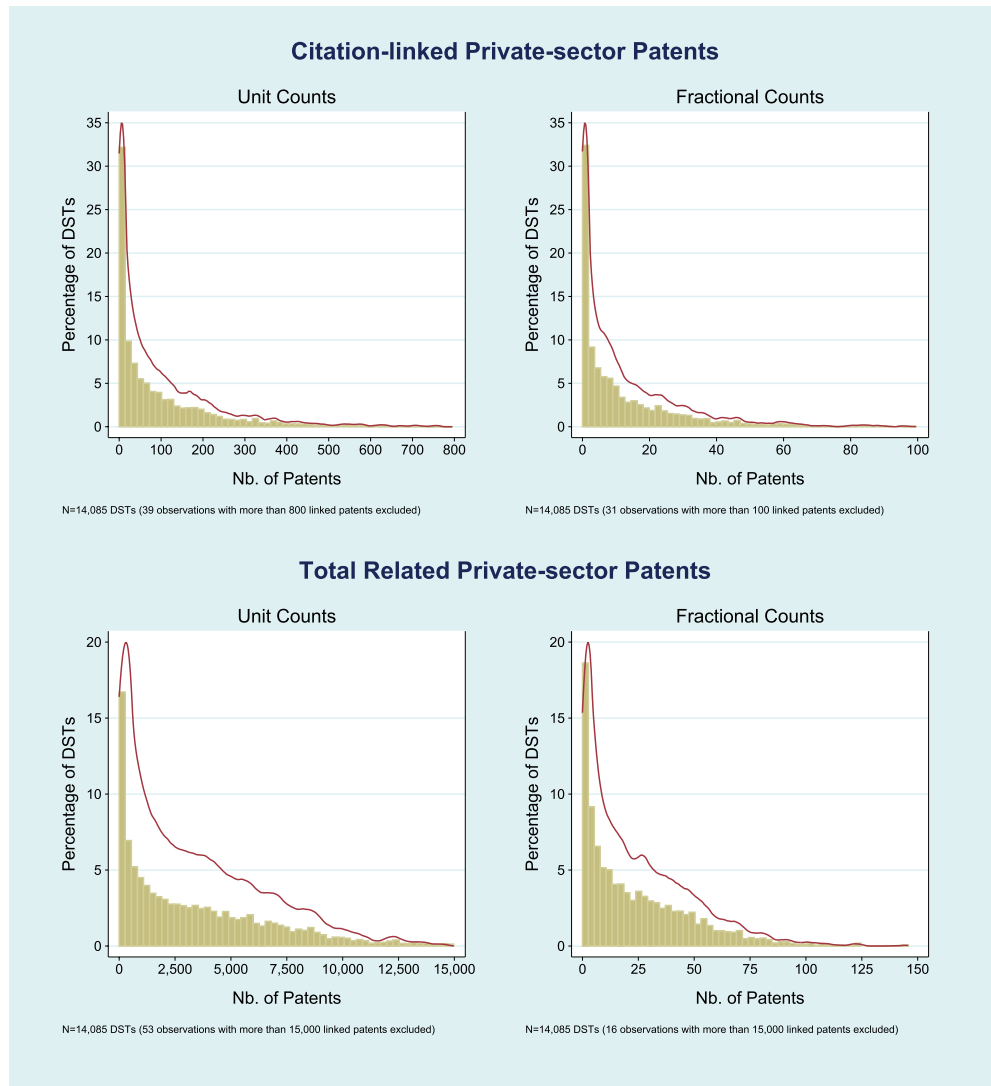 Citation-linked Private-sector Patents
Unit Counts
Percentage of DSTs
35
30
25
20
15
10
5
0
0 100 200 300 400 500 600 700 800
Nb. of Patents
N=14,085 DSTs (39 observations with more than 800 linked patents excluded)
Fractional Counts
Percentage of DSTs
35
30
25
20
15
10
5
0
0 20 40 60 80 100
Nb. of Patents
N=14,085 DSTs (31 observations with more than 100 linked patents excluded)
Total Related Private-sector Patents
Unit Counts
Percentage of DSTs
20
15
10
5
0
0 2,500 5,000 7,500 10,000 12,500 15,000
Nb. of Patents
N=14,085 DSTs (53 observations with more than 15,000 linked patents excluded)
Fractional Counts
Percentage of DSTs
20
15
10
5
0
0 25 50 75 100 125 150
Nb. of Patents
N=14,085 DSTs (16 observations with more than 15,000 linked patents excluded)